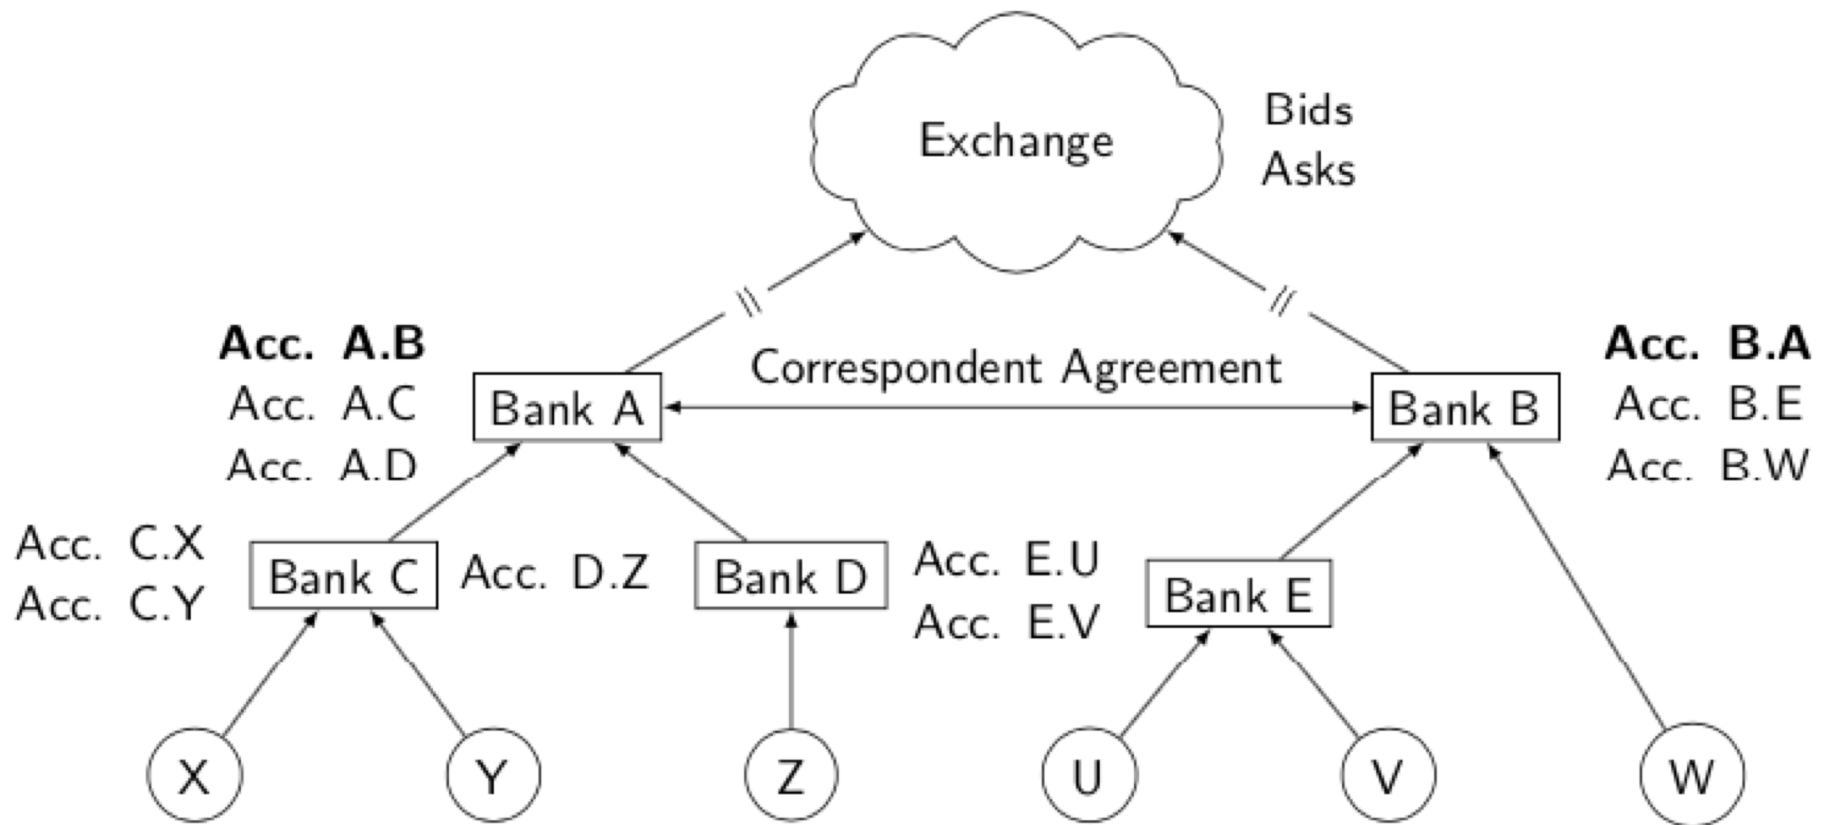 Exchange
Bids
Asks
Acc. A.B
Acc. A.C
Acc. A.D
Bank A
Correspondent Agreement
Bank B
Acc. B.A
Acc. B.E
Acc. B.W
Acc. C.X
Acc. C.Y
Bank C
Acc. D.Z
Bank D
Acc. E.U
Acc. E.V
Bank E
X
Y
Z
U
V
W